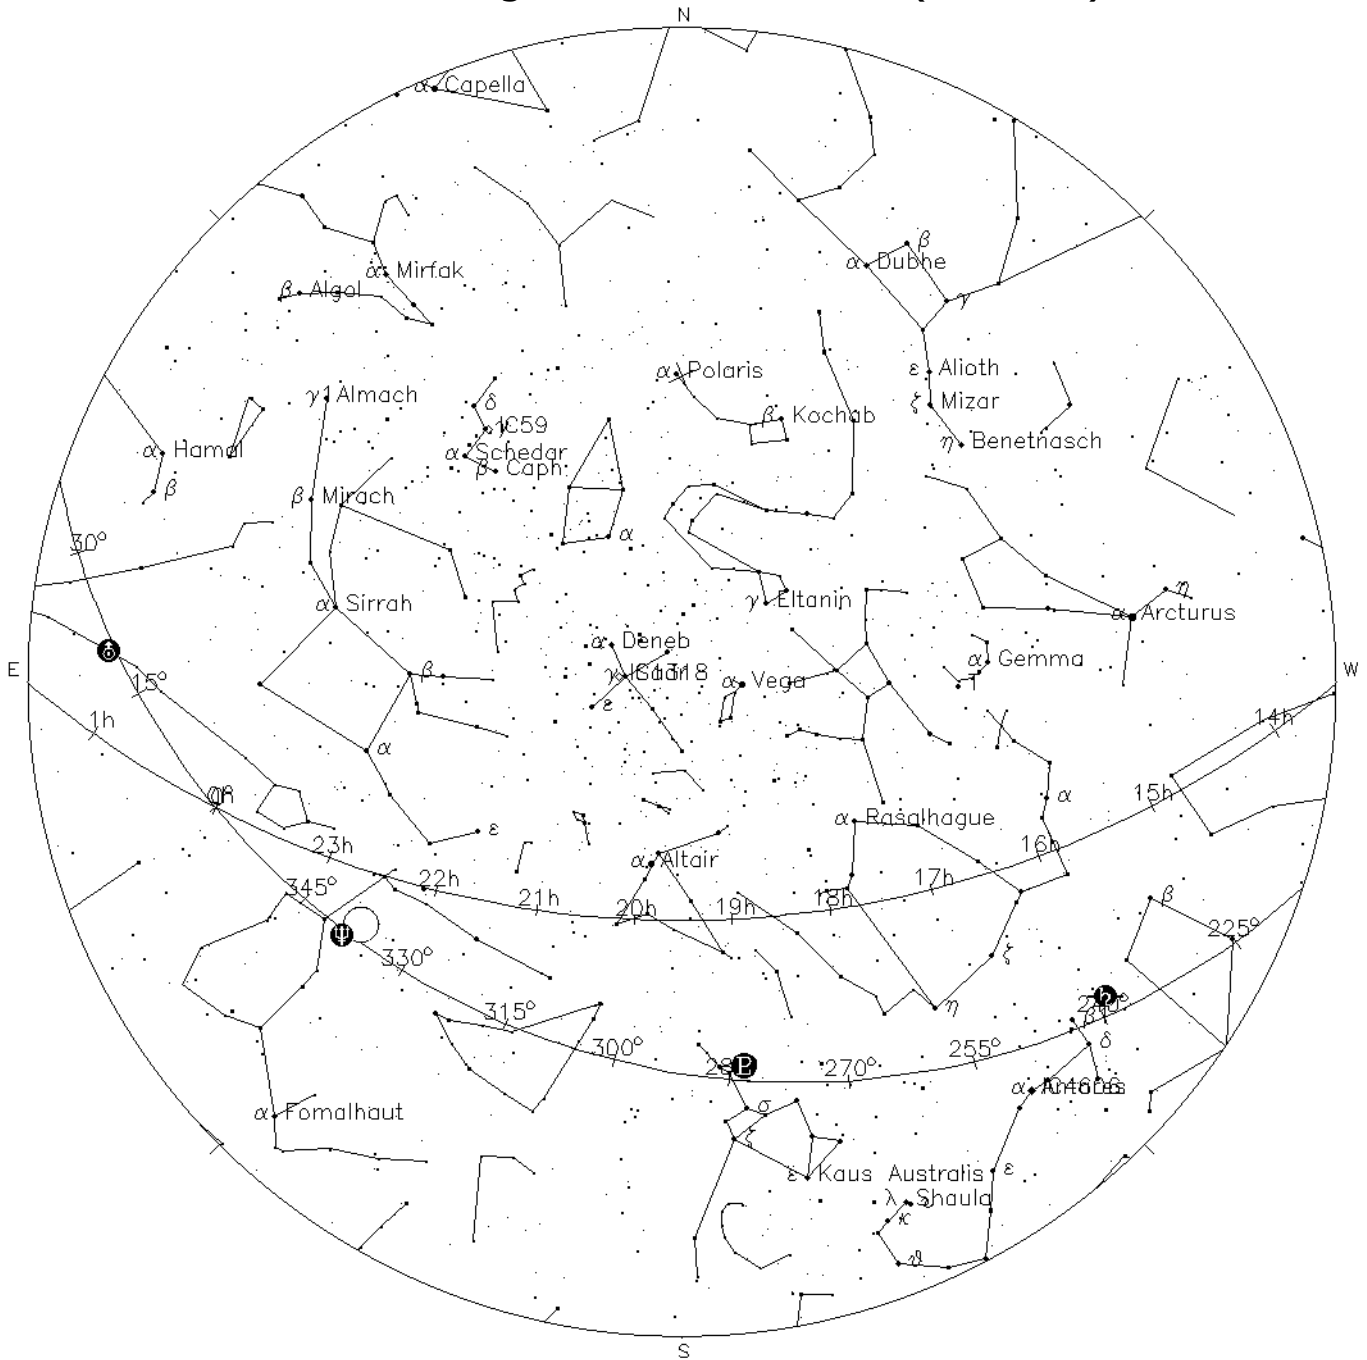 N
α Capella
β
α Mirfak
α Dubhe
β Algol
γ
ε Alioth
α Polaris
γ1 Almach
δ
ζ Mizar
β Kochab
η Benetnasch
α Hamal
α Schedar
β Caph
β
β Mirach
α
30°
γ Eltanin
η
α Sirrah
α Arcturus
α Deneb
E
β
α Gemma
W
α Vega
ε
15°
1h
14h
α
0h
15h
α
α Rasalhague
ε
23h
α Altair
16h
345°
22h
17h
β
21h
20h
19h
18h
225°
330°
ζ
315°
η
300°
255°
270°
β1
δ
P
α Antares
α Fomalhaut
σ
ζ
ε Kaus Australis
ε
λ Shaula
κ
θ
S